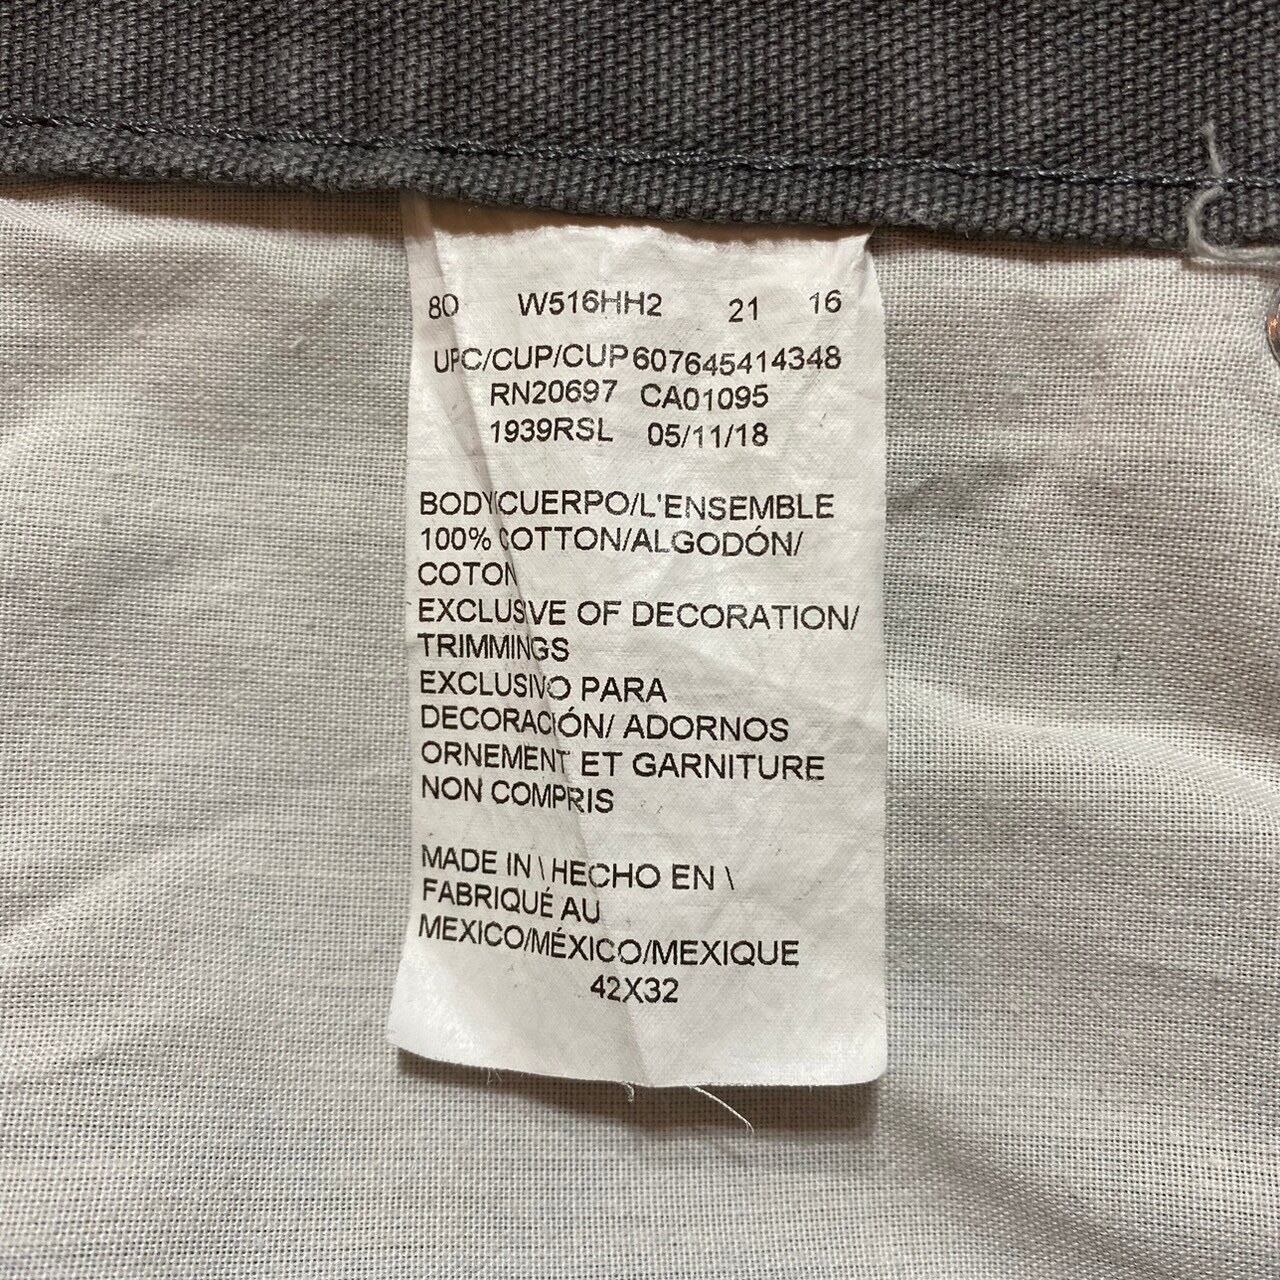 80 W516HH2 21 16
UPC/CUP/CUP607645414348
RN20697 CA01095
1939RSL 05/11/18
BODY/CUERPO/L'ENSEMBLE
100% COTTON/ALGODÓN/
COTON
EXCLUSIVE OF DECORATION/
TRIMMINGS
EXCLUSIVO PARA
DECORACIÓN/ ADORNOS
ORNEMENT ET GARNITURE
NON COMPRIS
MADE IN \ HECHO EN \
FABRIQUÉ AU
MEXICO/MÉXICO/MEXIQUE
42X32